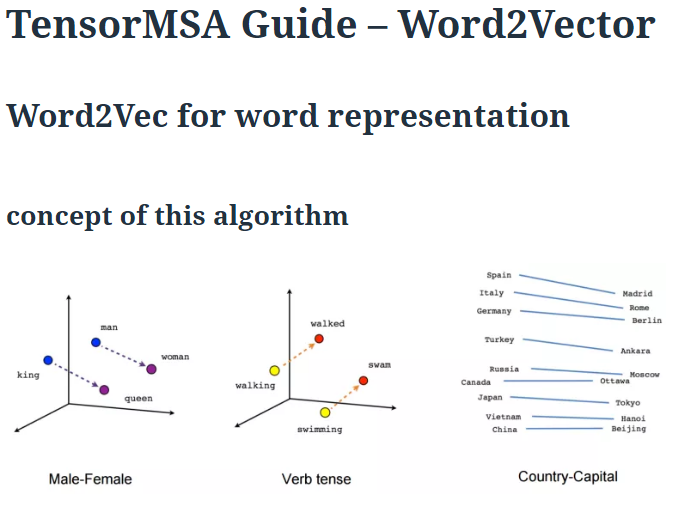 TensorMSA Guide – Word2Vector
Word2Vec for word representation
concept of this algorithm
man
woman
king
queen
Male-Female
walked
swam
walking
swimming
Verb tense
Spain
Madrid
Italy
Rome
Germany
Berlin
Turkey
Ankara
Russia
Moscow
Canada
Ottawa
Japan
Tokyo
Vietnam
Hanoi
China
Beijing
Country-Capital